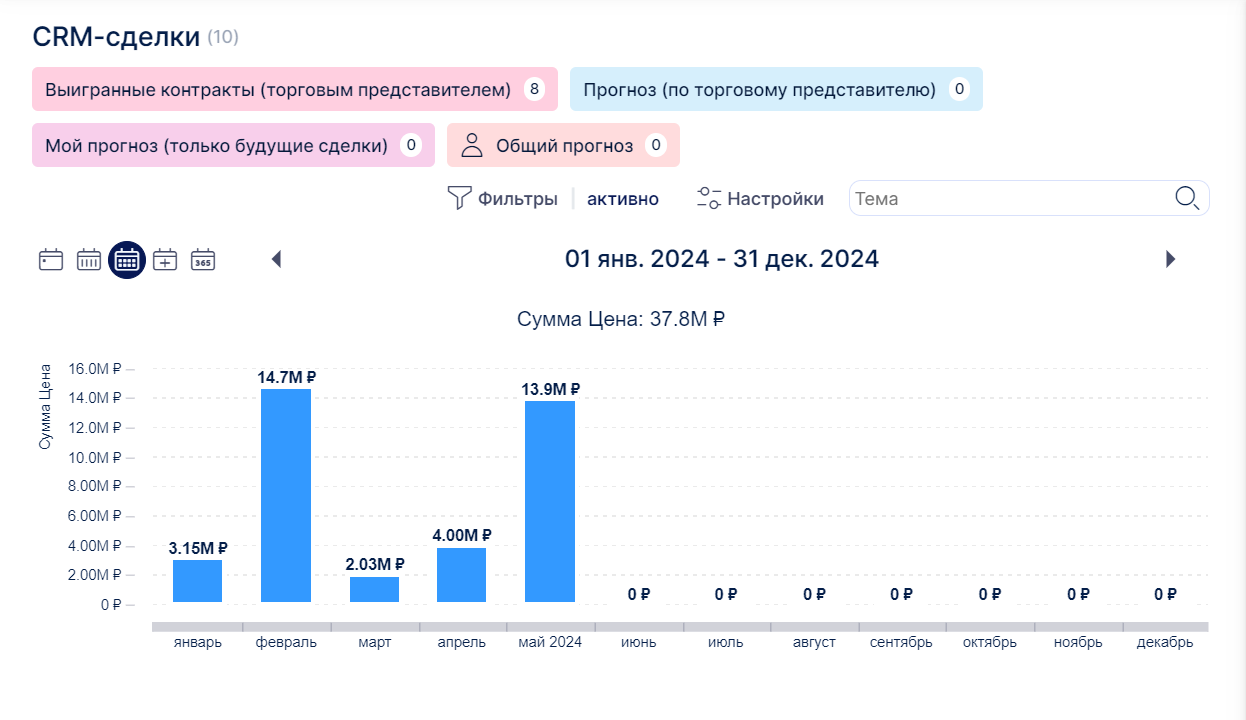 CRM-сделки (10)
Выигранные контракты (торговым представителем) 8
Прогноз (по торговому представителю) 0
Мой прогноз (только будущие сделки) 0
Общий прогноз 0
Фильтры активно Настройки Тема
365
01 янв. 2024 - 31 дек. 2024
Сумма Цена: 37.8M ₽
Сумма Цена
16.0M ₽
14.0M ₽
12.0M ₽
10.0M ₽
8.00M ₽
6.00M ₽
4.00M ₽
2.00M ₽
0 ₽
3.15M ₽
14.7M ₽
2.03M ₽
4.00M ₽
13.9M ₽
0 ₽
0 ₽
0 ₽
0 ₽
0 ₽
0 ₽
0 ₽
январь февраль март апрель май 2024 июнь июль август сентябрь октябрь ноябрь декабрь